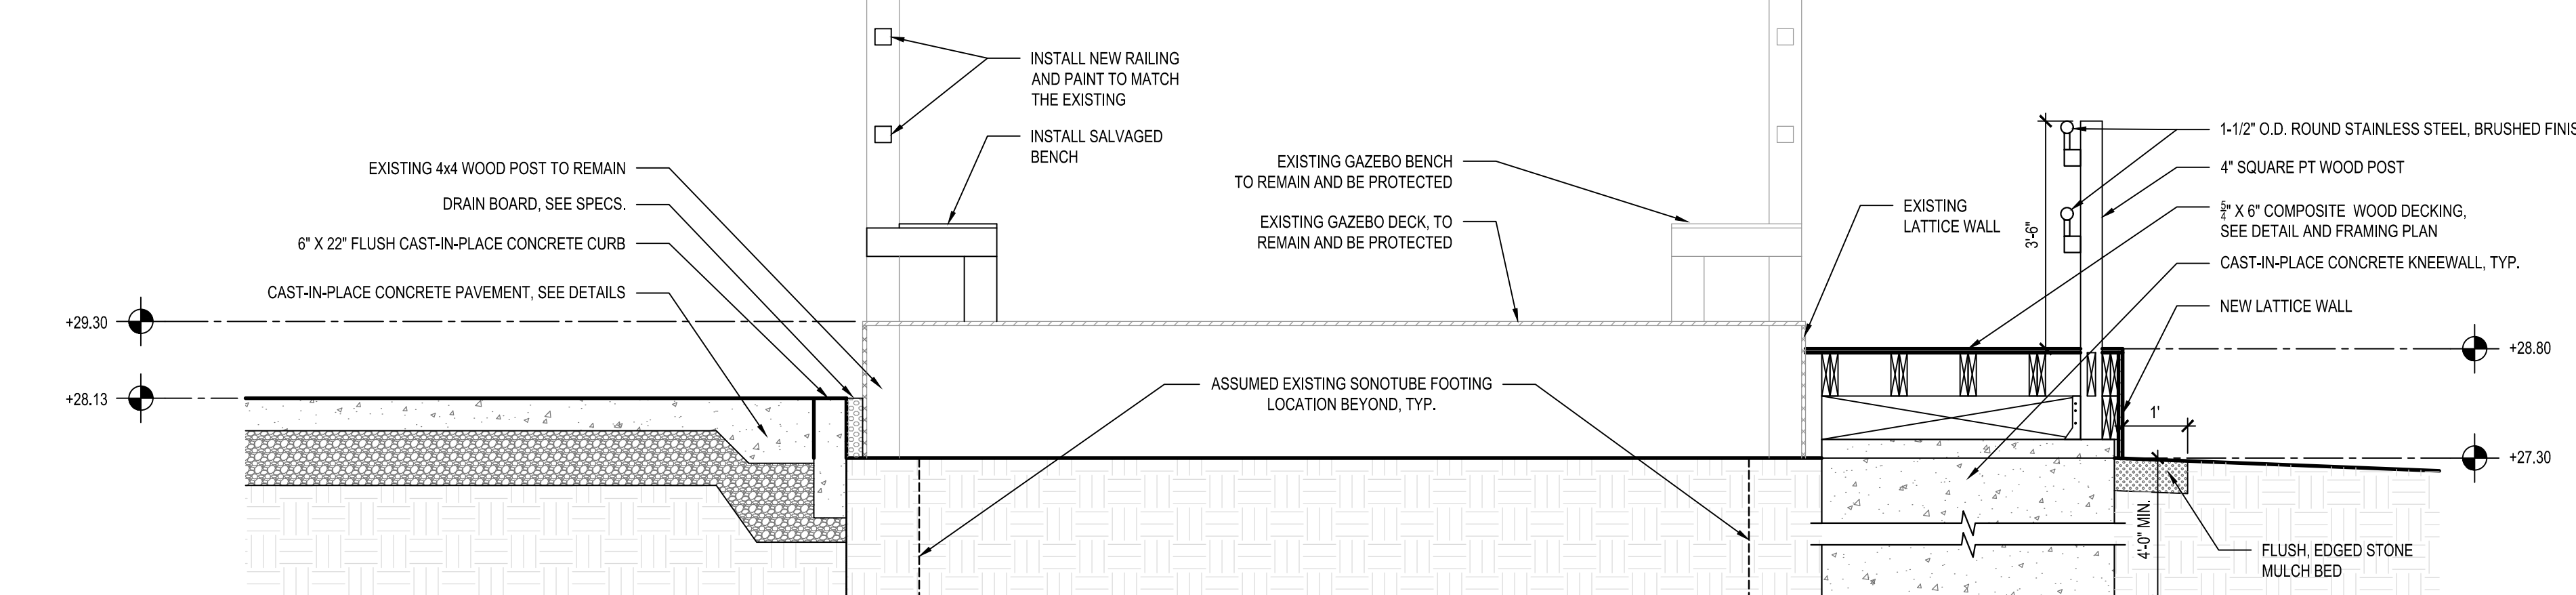 INSTALL NEW RAILING
AND PAINT TO MATCH
THE EXISTING
INSTALL SALVAGED
BENCH
EXISTING 4x4 WOOD POST TO REMAIN
DRAIN BOARD, SEE SPECS.
6" X 22" FLUSH CAST-IN-PLACE CONCRETE CURB
CAST-IN-PLACE CONCRETE PAVEMENT, SEE DETAILS
+29.30
+28.13
EXISTING GAZEBO BENCH
TO REMAIN AND BE PROTECTED
EXISTING GAZEBO DECK, TO
REMAIN AND BE PROTECTED
ASSUMED EXISTING SONOTUBE FOOTING
LOCATION BEYOND, TYP.
EXISTING
LATTICE WALL
3'-6"
1-1/2" O.D. ROUND STAINLESS STEEL, BRUSHED FINIS
4" SQUARE PT WOOD POST
5/4" X 6" COMPOSITE WOOD DECKING,
SEE DETAIL AND FRAMING PLAN
CAST-IN-PLACE CONCRETE KNEEWALL, TYP.
NEW LATTICE WALL
+28.80
1'
+27.30
4'-0" MIN.
FLUSH, EDGED STONE
MULCH BED